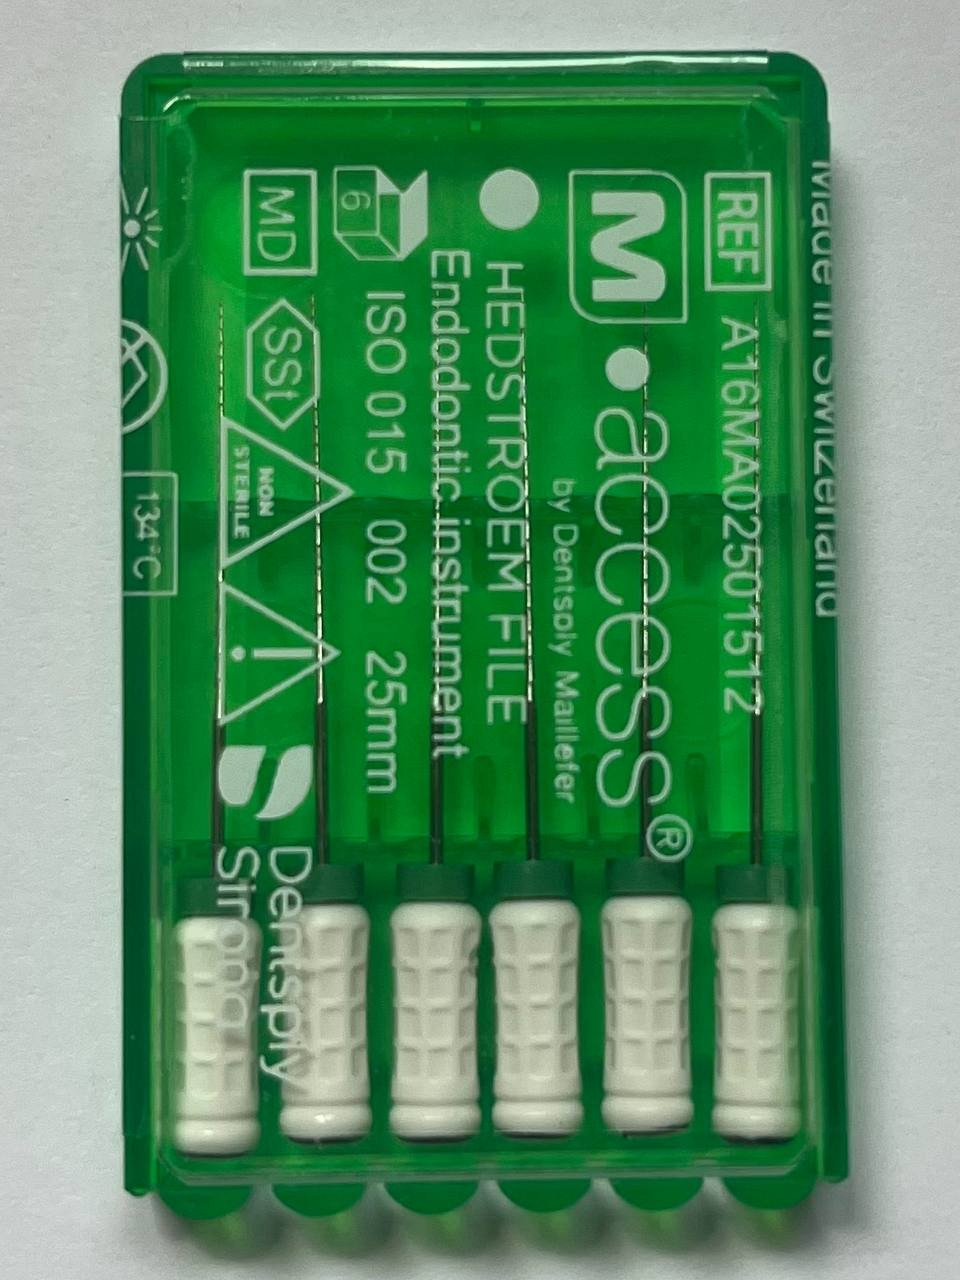 Made in Switzerland
REF A16MA02501512
M access®
by Dentsply Maillefer
HEDSTROEM FILE
Endodontic instrument
6 ISO 015 002 25mm
MD SSt NON STERILE
Dentsply
Sirona
134°C